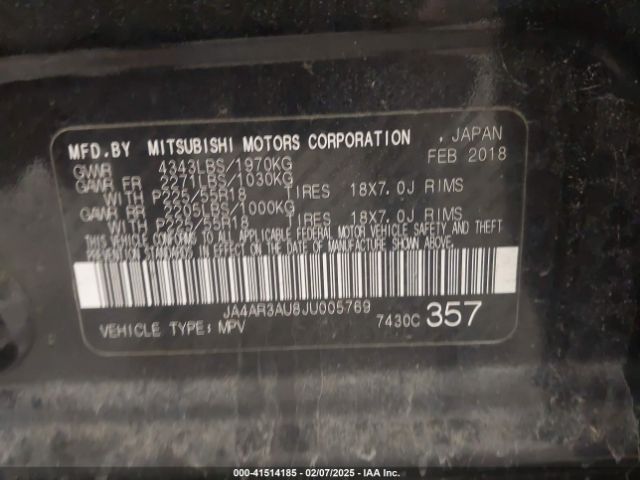 MFD.BY MITSUBISHI MOTORS CORPORATION , JAPAN
GVWR 4343LBS/1970KG FEB 2018
GAWR FR 2271LBS/1030KG
WITH P225/55R18 TIRES 18X7.0J RIMS
GAWR RR 2205LBS/1000KG
WITH P225/55R18 TIRES 18X7.0J RIMS
THIS VEHICLE CONFORMS TO ALL APPLICABLE FEDERAL MOTOR VEHICLE SAFETY AND THEFT
PREVENTION STANDARDS IN EFFECT ON THE DATE OF MANUFACTURE SHOWN ABOVE.
JA4AR3AU8JU005769
VEHICLE TYPE: MPV 7430C 357
000-41514185 - 02/07/2025 - IAA Inc.